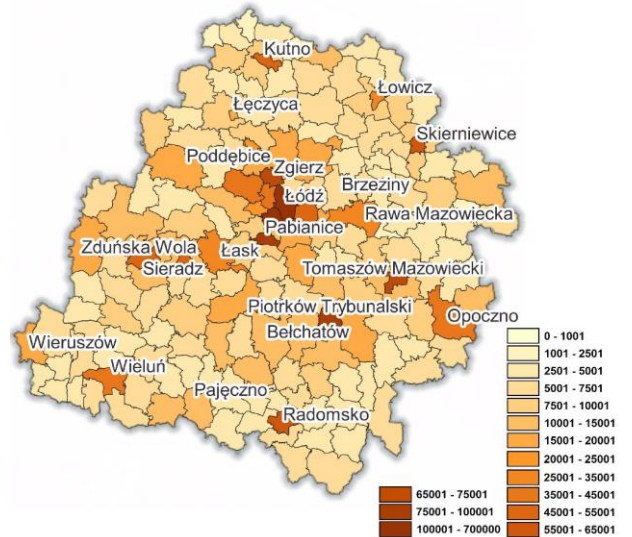 Kutno
Łowicz
Łęczyca
Skierniewice
Poddębice
Zgierz
Łódź
Brzeziny
Rawa Mazowiecka
Pabianice
Zduńska Wola
Łask
Sieradz
Tomaszów Mazowiecki
Piotrków Trybunalski
Opoczno
Bełchatów
Wieruszów
Wieluń
Pajęczno
Radomsko
0 - 1001
1001 - 2501
2501 - 5001
5001 - 7501
7501 - 10001
10001 - 15001
15001 - 20001
20001 - 25001
25001 - 35001
35001 - 45001
45001 - 55001
55001 - 65001
65001 - 75001
75001 - 100001
100001 - 700000